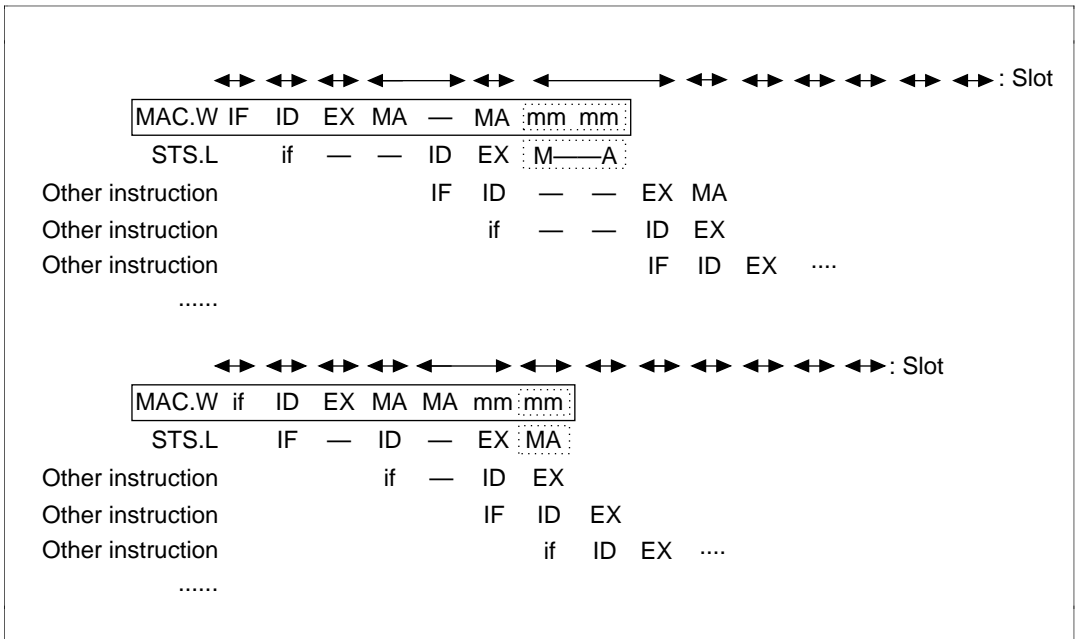 : Slot
MAC.W IF ID EX MA — MA mm mm
STS.L if — — ID EX M——A
Other instruction IF ID — — EX MA
Other instruction if — — ID EX
Other instruction IF ID EX ....
......
: Slot
MAC.W if ID EX MA MA mm mm
STS.L IF — ID — EX MA
Other instruction if — ID EX
Other instruction IF ID EX
Other instruction if ID EX ....
......